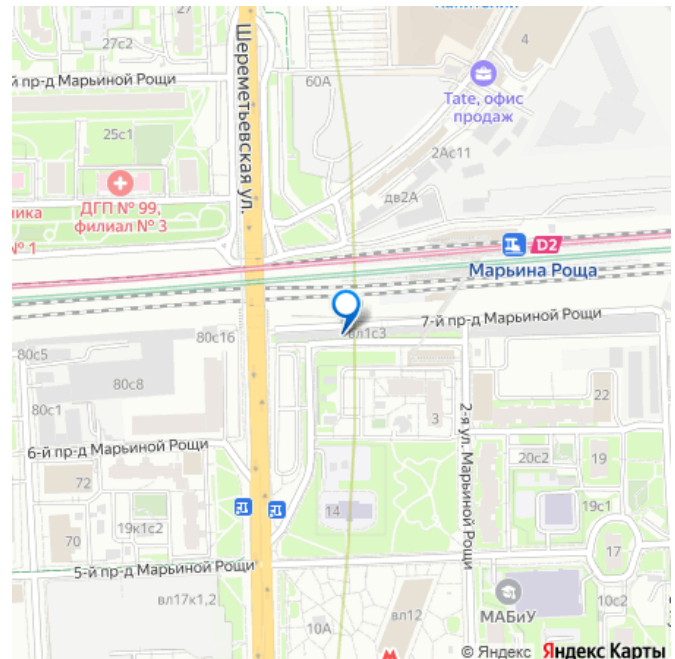 27с2
27
й пр-д Марьиной Рощи
Шереметьевская ул.
60А
4
Tate, офис
продаж
25с1
2Ас11
дв2А
ника
ДГП № 99,
филиал № 3
№ 1
D2
Марьина Роща
7-й пр-д Марьиной Рощи
вл1с3
80с16
80с5
80с8
80с1
3
22
2-я ул. Марьиной Рощи
6-й пр-д Марьиной Рощи
72
20с2
19
19с1
14
19к1с2
70
17
5-й пр-д Марьиной Рощи
вл17к1,2
10А
вл12
МАБиУ
10с2
© Яндекс Яндекс Карты